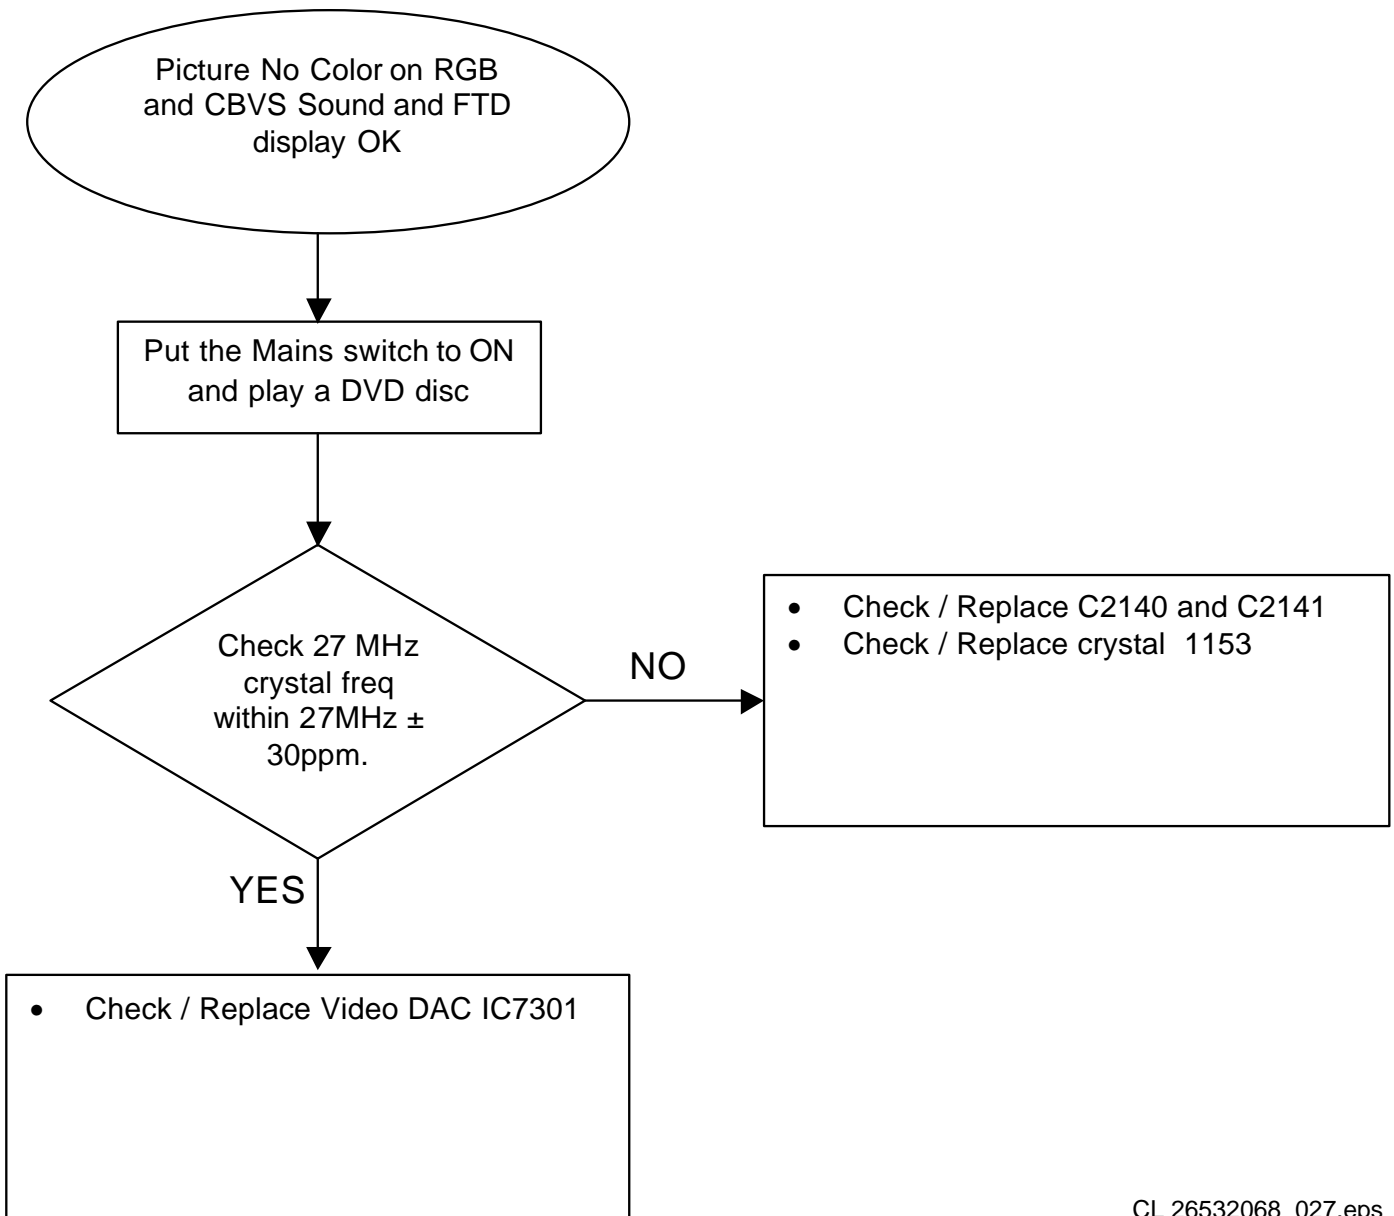 Picture No Color on RGB
and CBVS Sound and FTD
display OK
Put the Mains switch to ON
and play a DVD disc
Check 27 MHz
crystal freq
within 27MHz ±
30ppm.
NO
• Check / Replace C2140 and C2141
• Check / Replace crystal 1153
YES
• Check / Replace Video DAC IC7301
CL 26532068_027.eps